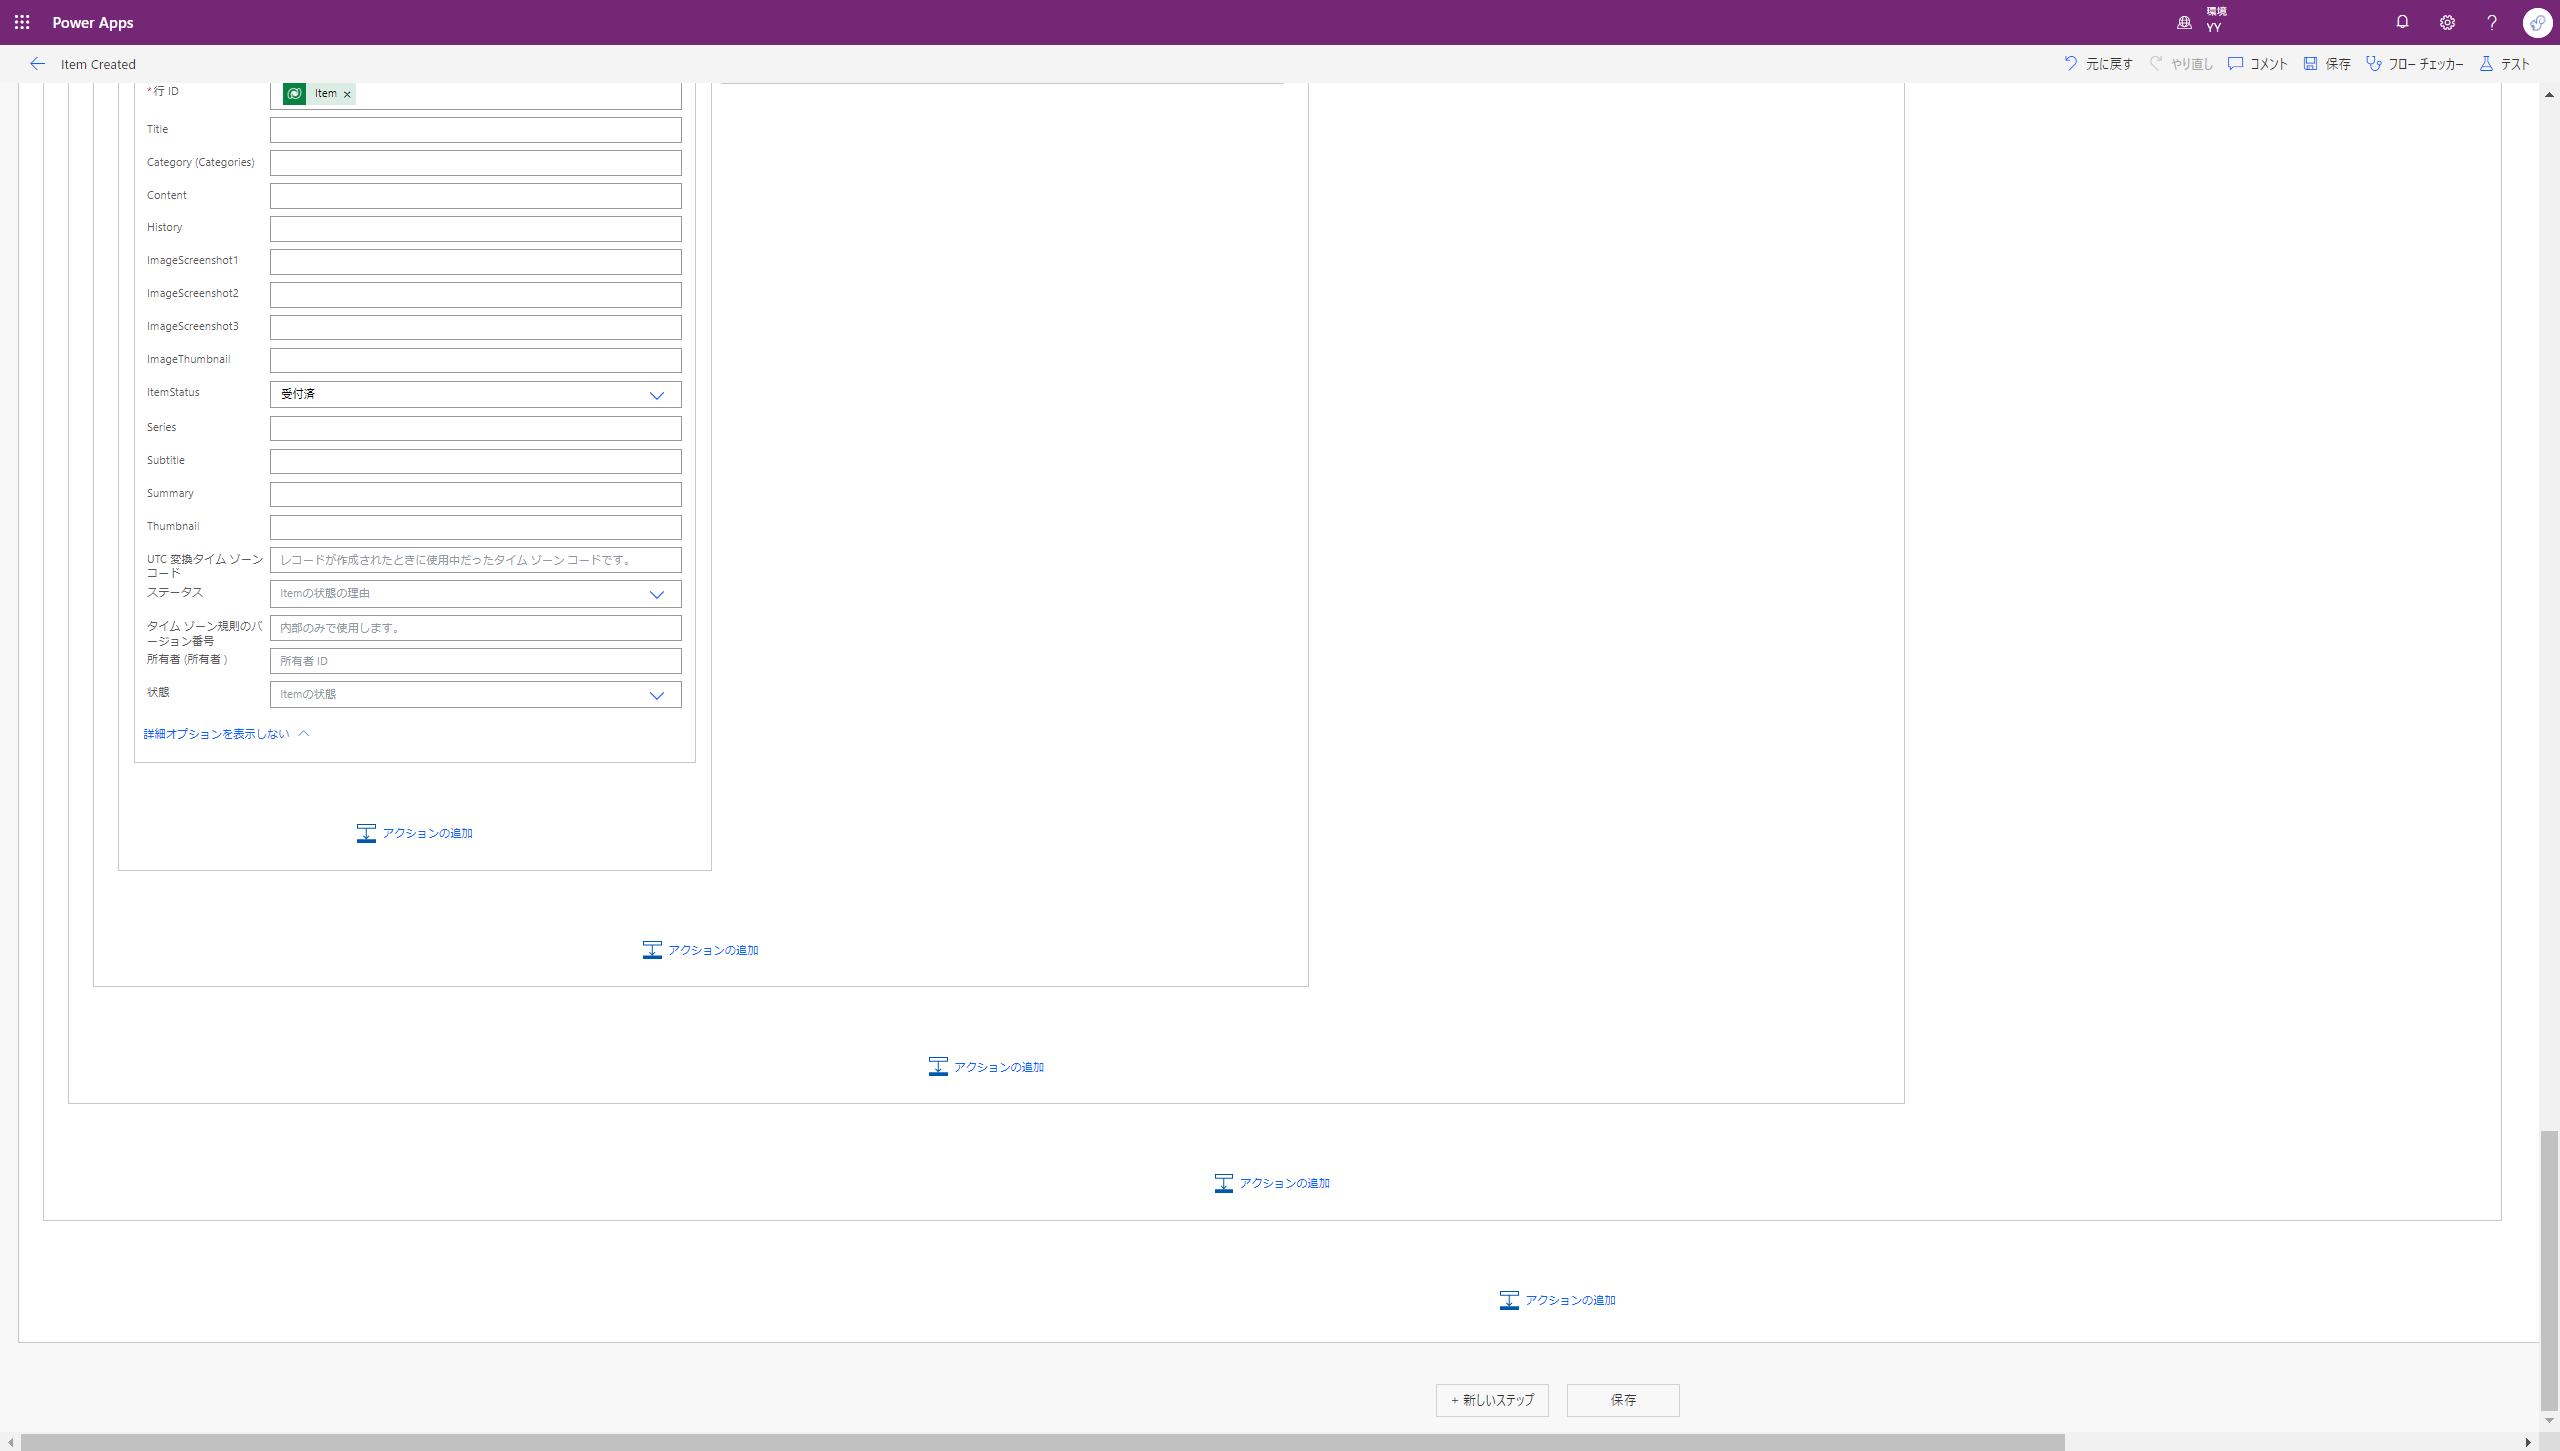 Power Apps
環境
YY
Item Created
元に戻す
やり直し
コメント
保存
フロー チェッカー
テスト
*行 ID
Item ×
Title
Category (Categories)
Content
History
ImageScreenshot1
ImageScreenshot2
ImageScreenshot3
ImageThumbnail
ItemStatus
受付済
Series
Subtitle
Summary
Thumbnail
UTC 変換タイム ゾーン
コード
レコードが作成されたときに使用中だったタイム ゾーン コードです。
ステータス
Itemの状態の理由
タイム ゾーン規則のバ
ージョン番号
内部のみで使用します。
所有者 (所有者 )
所有者 ID
状態
Itemの状態
詳細オプションを表示しない
アクションの追加
アクションの追加
アクションの追加
アクションの追加
アクションの追加
+ 新しいステップ
保存